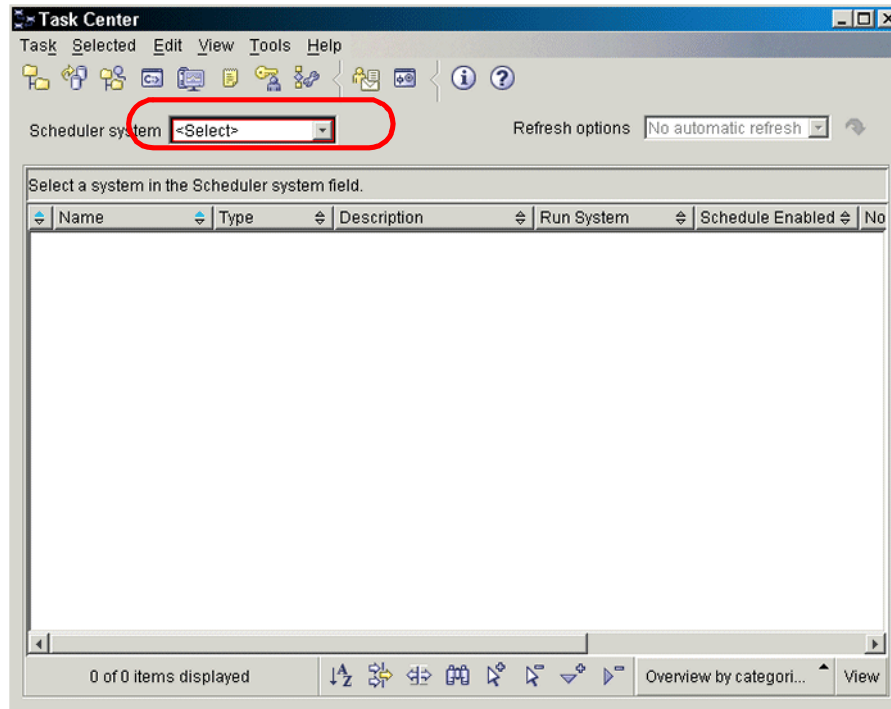 Task Center
Task Selected Edit View Tools Help
Scheduler system <Select> Refresh options No automatic refresh
Select a system in the Scheduler system field.
Name Type Description Run System Schedule Enabled No
0 of 0 items displayed A Z Overview by categori... View